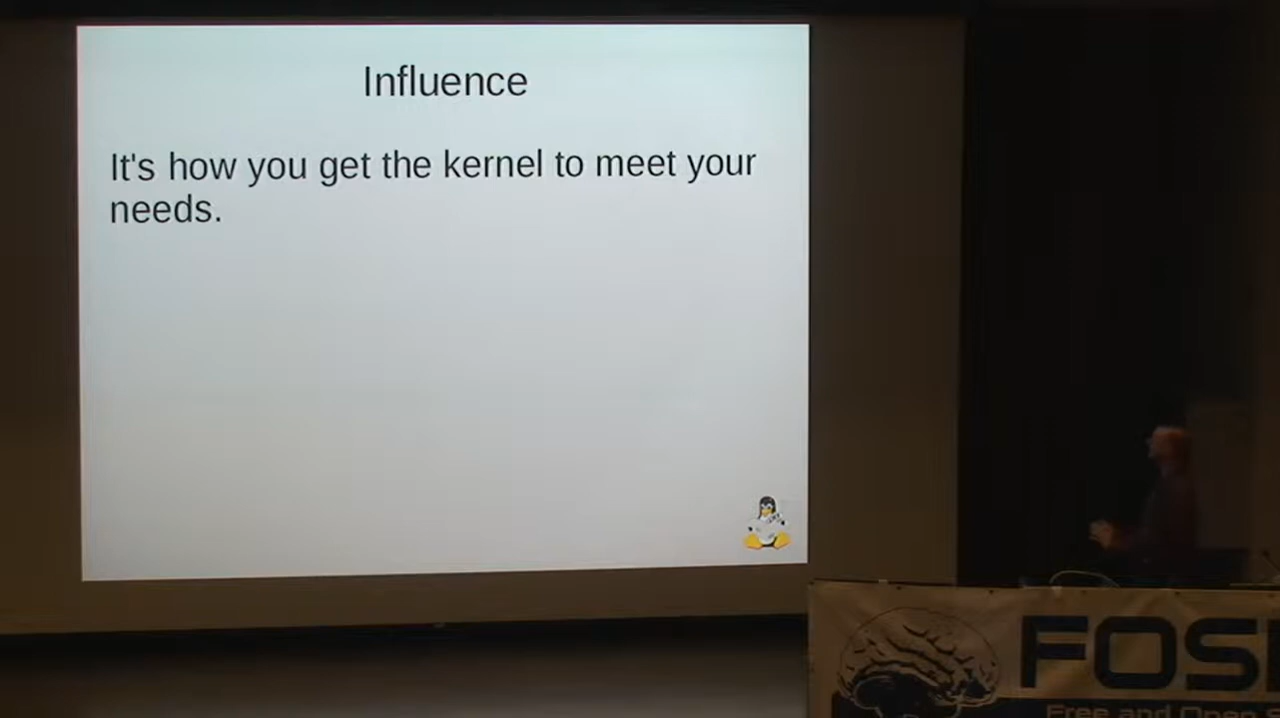 Influence
It's how you get the kernel to meet your
needs.
FOS
Free and Open